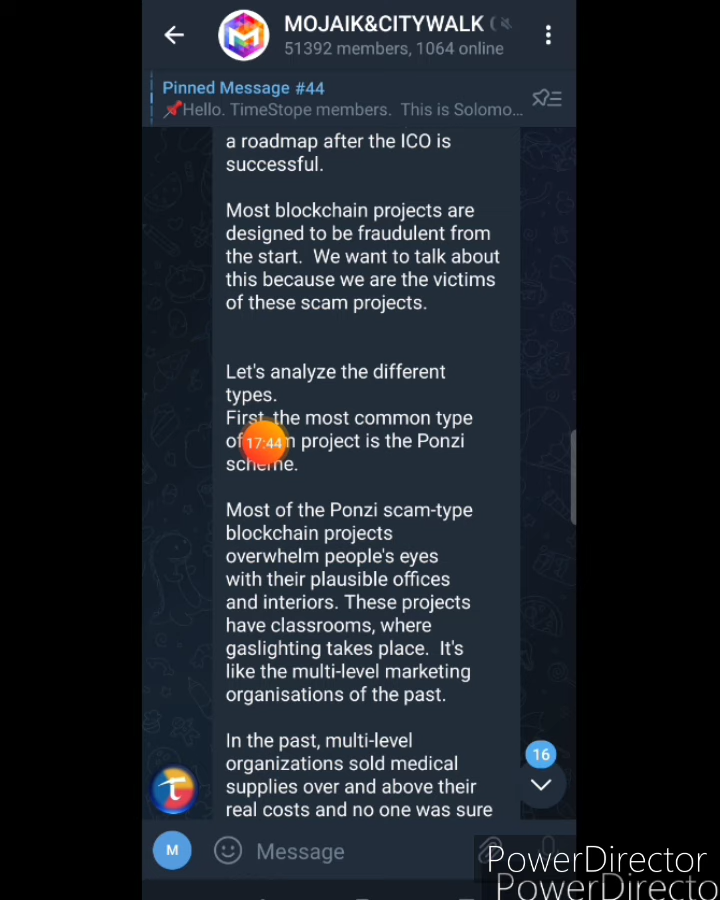 MOJAIK&CITYWALK
51392 members, 1064 online
Pinned Message #44
📌Hello. TimeStope members. This is Solomo...
a roadmap after the ICO is
successful.
Most blockchain projects are
designed to be fraudulent from
the start. We want to talk about
this because we are the victims
of these scam projects.
Let's analyze the different
types.
First, the most common type
of 17:44 project is the Ponzi
scheme.
Most of the Ponzi scam-type
blockchain projects
overwhelm people's eyes
with their plausible offices
and interiors. These projects
have classrooms, where
gaslighting takes place. It's
like the multi-level marketing
organisations of the past.
In the past, multi-level
organizations sold medical
supplies over and above their
real costs and no one was sure
16
M
Message
PowerDirector
PowerDirecto